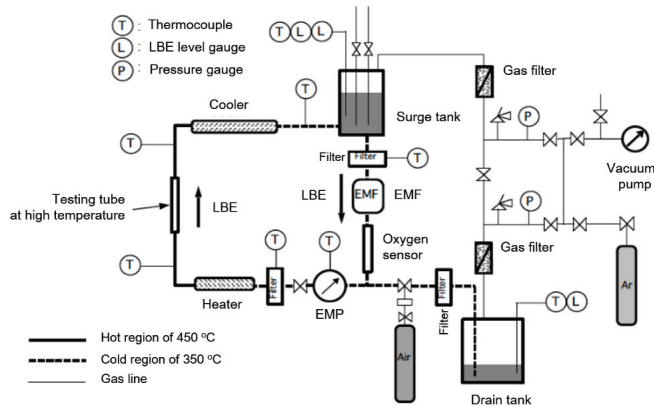 T : Thermocouple
L : LBE level gauge
P : Pressure gauge
T L L
Gas filter
Cooler
T
Surge tank
P
T
Filter Filter T
Vacuum
pump
Testing tube
at high temperature
LBE
LBE
EMF EMF
P
T
T
T
Oxygen
sensor
Gas filter
Filter
Heater
EMP
Filter
Filter
T L
Ar
Air
Hot region of 450 °C
Cold region of 350 °C
Gas line
Drain tank